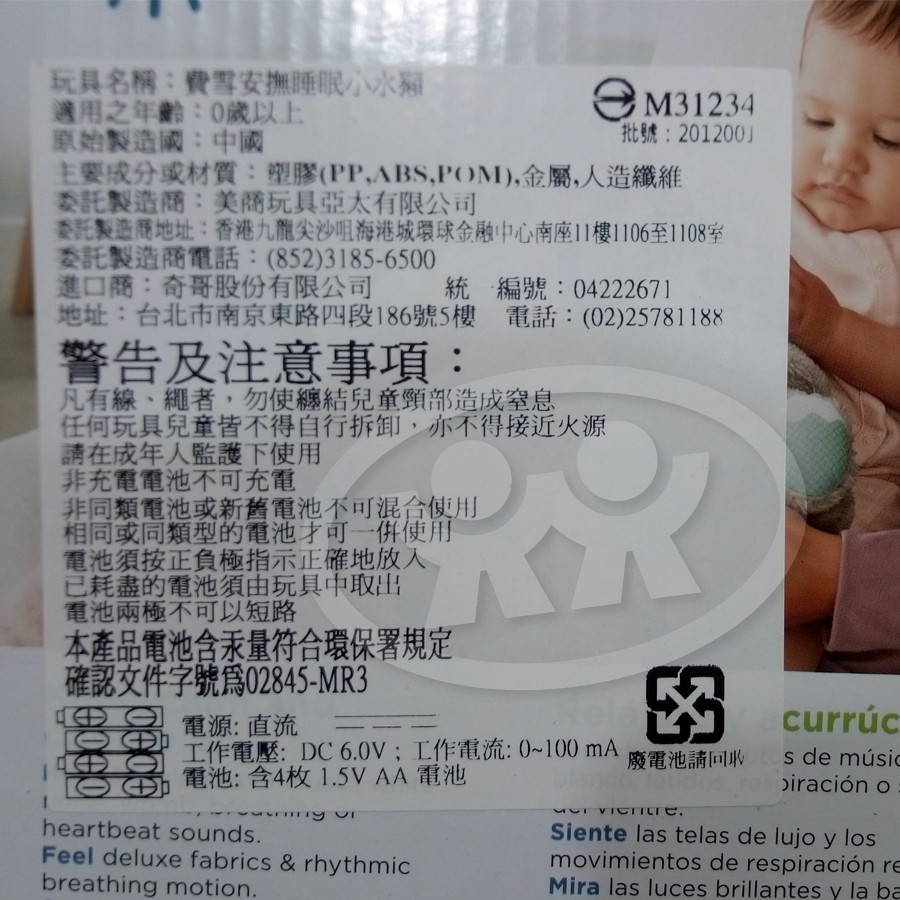 玩具名稱：費雪安撫睡眠小水獺
適用之年齡：0歲以上
原始製造國：中國
M31234
批號：201200J
主要成分或材質：塑膠(PP,ABS,POM),金屬,人造纖維
委託製造商：美商玩具亞太有限公司
委託製造商地址：香港九龍尖沙咀海港城環球金融中心南座11樓1106至1108室
委託製造商電話：(852)3185-6500
進口商：奇哥股份有限公司 統一編號：04222671
地址：台北市南京東路四段186號5樓 電話：(02)25781188
警告及注意事項：
凡有線、繩者，勿使纏結兒童頸部造成窒息
任何玩具兒童皆不得自行拆卸，亦不得接近火源
請在成年人監護下使用
非充電電池不可充電
非同類電池或新舊電池不可混合使用
相同或同類型的電池才可一併使用
電池須按正負極指示正確地放入
已耗盡的電池須由玩具中取出
電池兩極不可以短路
本產品電池含汞量符合環保署規定
確認文件字號爲02845-MR3
電源: 直流
工作電壓: DC 6.0V；工作電流: 0~100 mA
電池: 含4枚 1.5V AA 電池
廢電池請回收
breathing or
heartbeat sounds.
Feel deluxe fabrics & rhythmic
breathing motion.
y acurrúc
s de músic
blanco, latidos, respiración o s
del vientre.
Siente las telas de lujo y los
movimientos de respiración re
Mira las luces brillantes y la ba